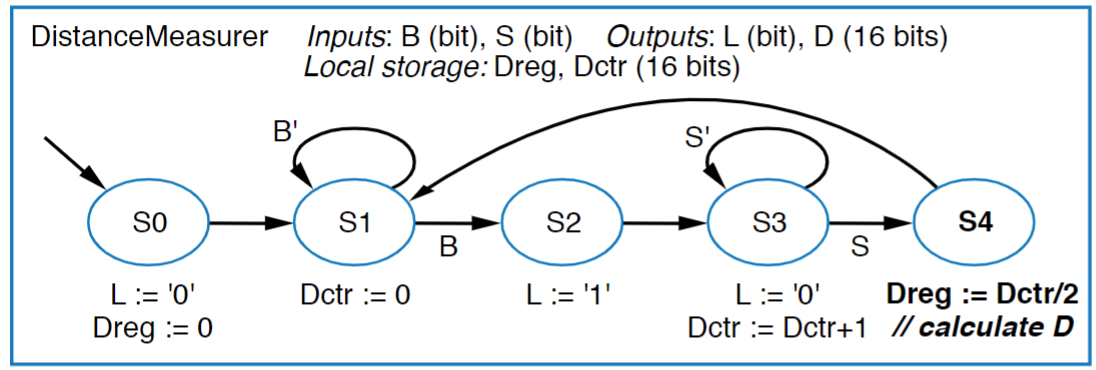 DistanceMeasurer Inputs: B (bit), S (bit) Outputs: L (bit), D (16 bits)
Local storage: Dreg, Dctr (16 bits)
B'
S'
S0
S1
B
S2
S3
S
S4
L := '0'
Dreg := 0
Dctr := 0
L := '1'
L := '0'
Dctr := Dctr+1
Dreg := Dctr/2
// calculate D